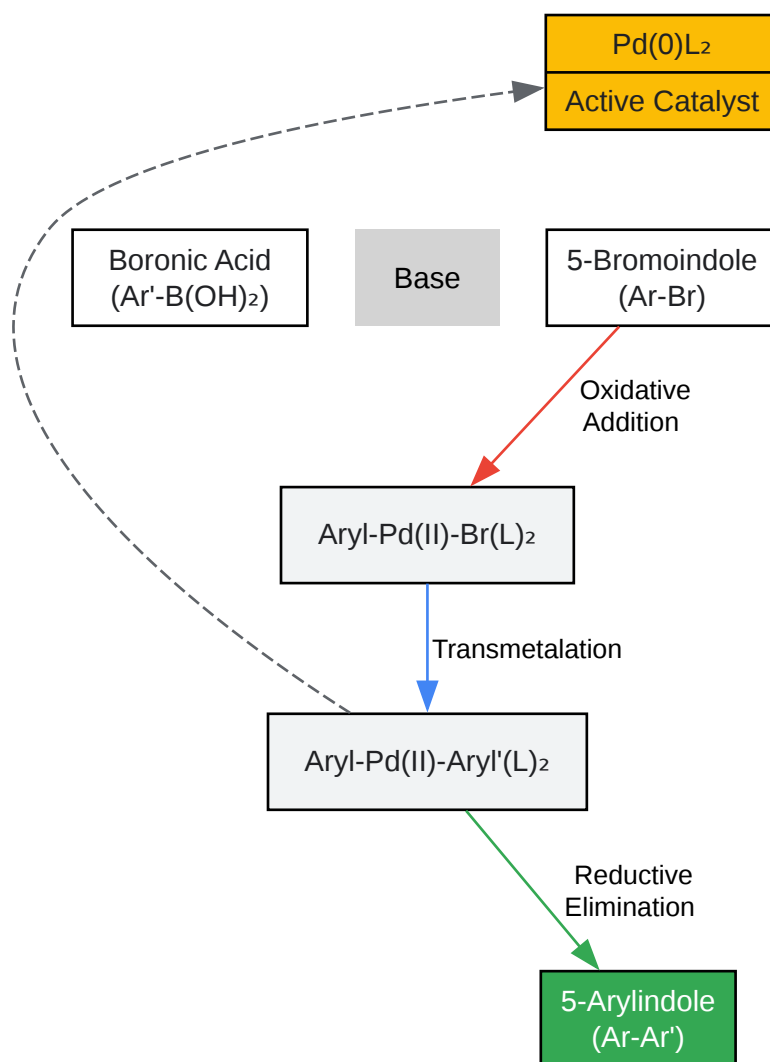 Pd(0)L₂
Active Catalyst
Boronic Acid
(Ar'-B(OH)₂)
Base
5-Bromoindole
(Ar-Br)
Oxidative
Addition
Aryl-Pd(II)-Br(L)₂
Transmetalation
Aryl-Pd(II)-Aryl'(L)₂
Reductive
Elimination
5-Arylindole
(Ar-Ar')